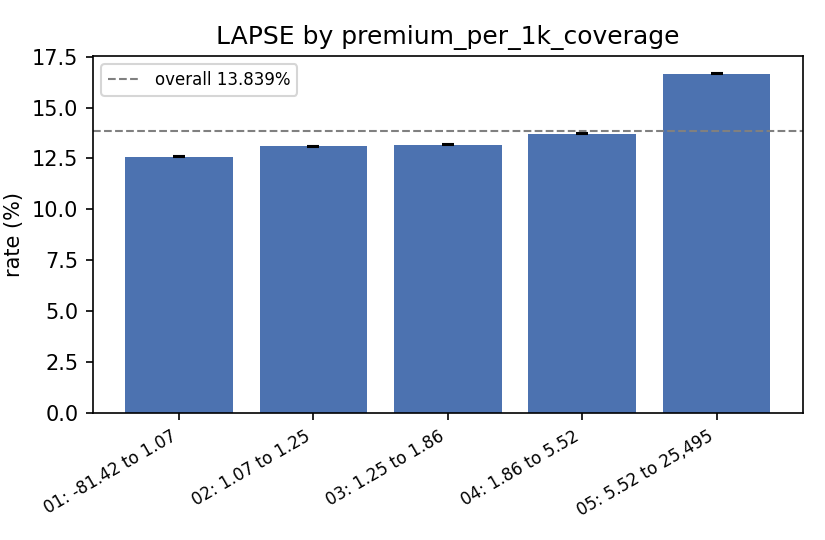 LAPSE by premium_per_1k_coverage
overall 13.839%
rate (%)
17.5
15.0
12.5
10.0
7.5
5.0
2.5
0.0
01: -81.42 to 1.07
02: 1.07 to 1.25
03: 1.25 to 1.86
04: 1.86 to 5.52
05: 5.52 to 25,495